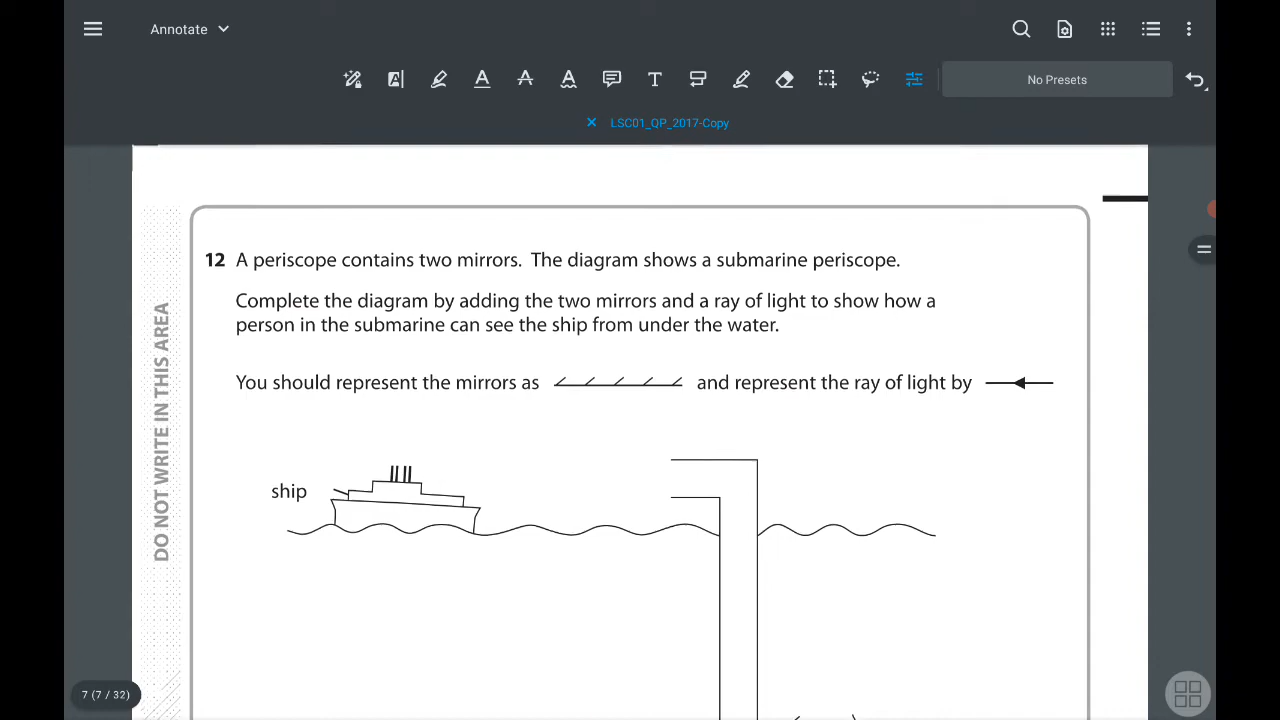 Annotate
No Presets
LSC01_QP_2017-Copy
12 A periscope contains two mirrors. The diagram shows a submarine periscope.
Complete the diagram by adding the two mirrors and a ray of light to show how a
person in the submarine can see the ship from under the water.
You should represent the mirrors as and represent the ray of light by
DO NOT WRITE IN THIS AREA
ship
7 (7 / 32)